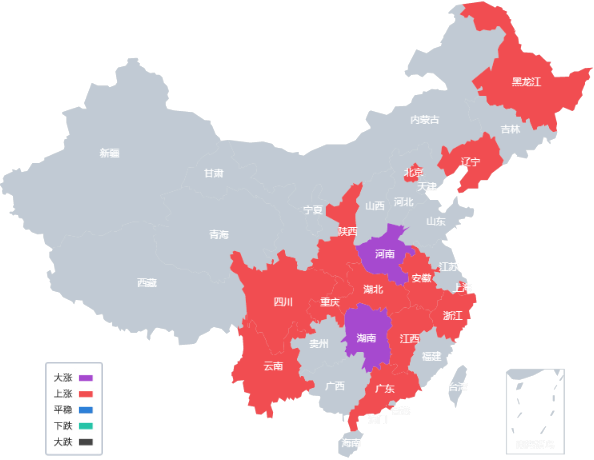 黑龙江
内蒙古
吉林
新疆
辽宁
甘肃
北京
天津
河北
山西
宁夏
山东
青海
陕西
河南
江苏
西藏
安徽
上海
四川
重庆
湖北
浙江
湖南
江西
贵州
福建
云南
广西
广东
台湾
海南
大涨
上涨
平稳
下跌
大跌